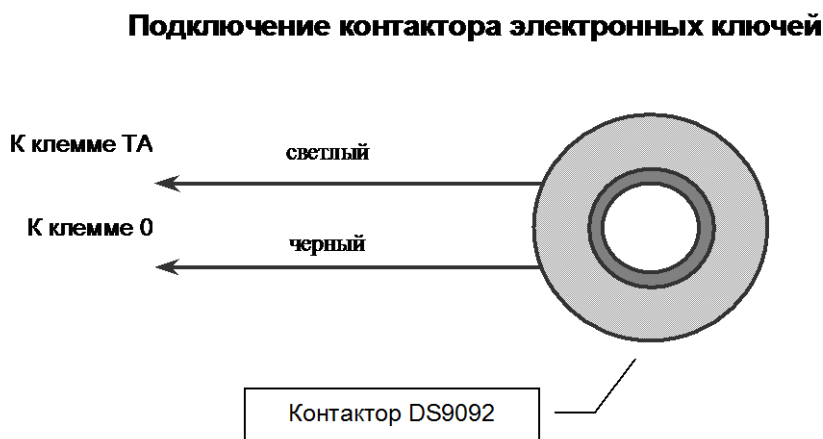 Подключение контактора электронных ключей
К клемме ТА
светлый
К клемме 0
черный
Контактор DS9092